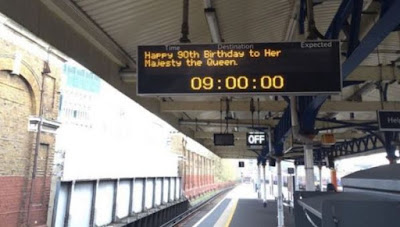 Time Destination Expected
Happy 90th Birthday to Her
Majesty the Queen.
09:00:00
OFF